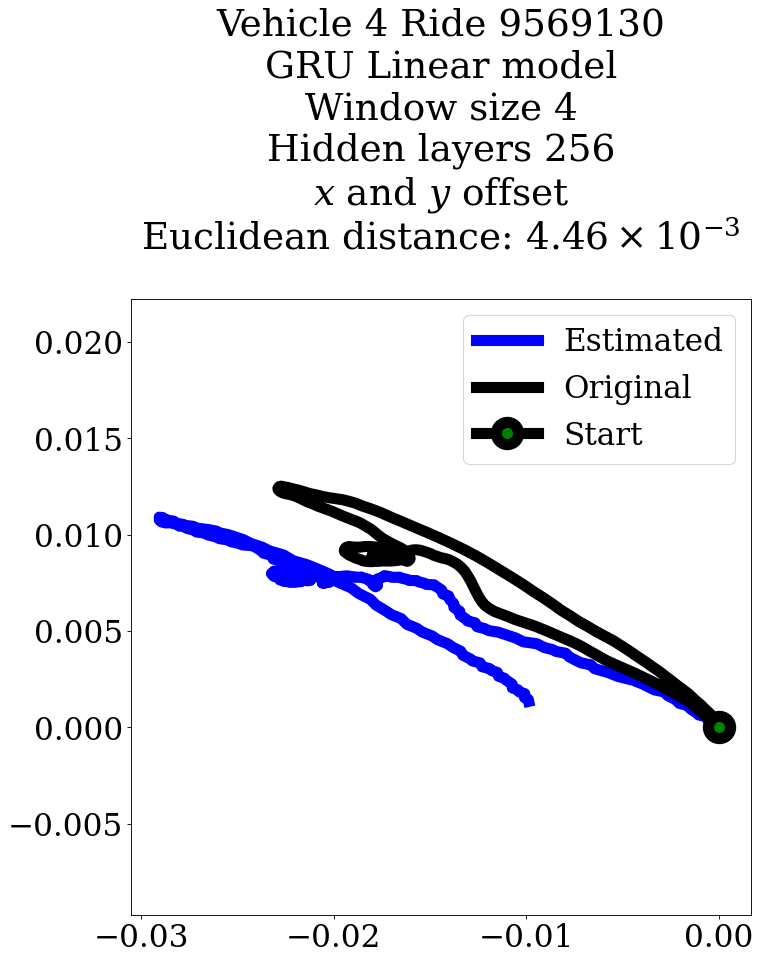 Vehicle 4 Ride 9569130
GRU Linear model
Window size 4
Hidden layers 256
x and y offset
Euclidean distance: 4.46 × 10⁻³
Estimated
Original
Start
0.020
0.015
0.010
0.005
0.000
−0.005
−0.03
−0.02
−0.01
0.00